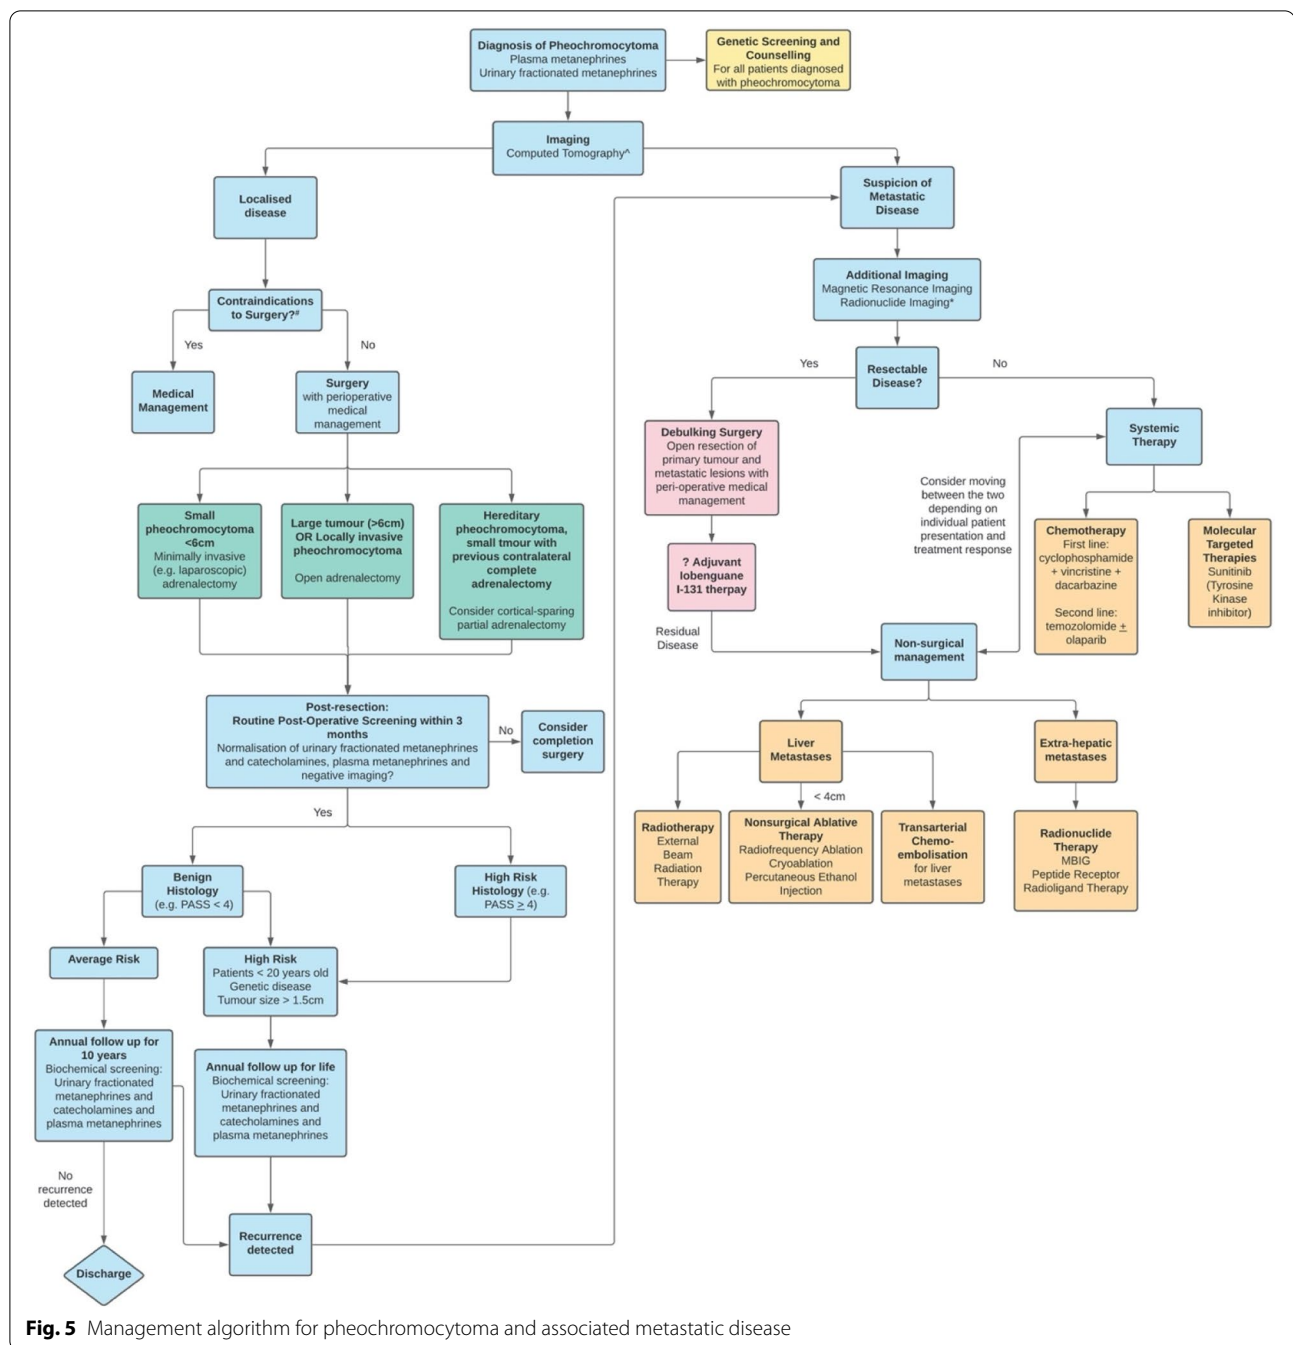 Diagnosis of Pheochromocytoma
Plasma metanephrines
Urinary fractionated metanephrines
Genetic Screening and
Counselling
For all patients diagnosed
with pheochromocytoma
Imaging
Computed Tomography^
Localised
disease
Suspicion of
Metastatic
Disease
Additional Imaging
Magnetic Resonance Imaging
Radionuclide Imaging*
Contraindications
to Surgery?#
Yes
No
Medical
Management
Surgery
with perioperative
medical
management
Resectable
Disease?
Yes
No
Debulking Surgery
Open resection of
primary tumour and
metastatic lesions with
peri-operative medical
management
Systemic
Therapy
Consider moving
between the two
depending on
individual patient
presentation and
treatment response
Small
pheochromocytoma
<6cm
Minimally invasive
(e.g. laparoscopic)
adrenalectomy
Large tumour (>6cm)
OR Locally invasive
pheochromocytoma
Open adrenalectomy
Hereditary
pheochromocytoma,
small tmour with
previous contralateral
complete
adrenalectomy
Consider cortical-sparing
partial adrenalectomy
? Adjuvant
Iobenguane
I-131 therpay
Chemotherapy
First line:
cyclophosphamide
+ vincristine +
dacarbazine
Second line:
temozolomide ±
olaparib
Molecular
Targeted
Therapies
Sunitinib
(Tyrosine
Kinase
inhibitor)
Residual
Disease
Non-surgical
management
Post-resection:
Routine Post-Operative Screening within 3
months
Normalisation of urinary fractionated metanephrines
and catecholamines, plasma metanephrines and
negative imaging?
No
Consider
completion
surgery
Liver
Metastases
Extra-hepatic
metastases
< 4cm
Radiotherapy
External
Beam
Radiation
Therapy
Nonsurgical Ablative
Therapy
Radiofrequency Ablation
Cryoablation
Percutaneous Ethanol
Injection
Transarterial
Chemo-
embolisation
for liver
metastases
Radionuclide
Therapy
MBIG
Peptide Receptor
Radioligand Therapy
Yes
Benign
Histology
(e.g. PASS < 4)
High Risk
Histology (e.g.
PASS ≥ 4)
Average Risk
High Risk
Patients < 20 years old
Genetic disease
Tumour size > 1.5cm
Annual follow up for
10 years
Biochemical screening:
Urinary fractionated
metanephrines and
catecholamines and
plasma metanephrines
Annual follow up for life
Biochemical screening:
Urinary fractionated
metanephrines and
catecholamines and
plasma metanephrines
No
recurrence
detected
Recurrence
detected
Discharge
Fig. 5 Management algorithm for pheochromocytoma and associated metastatic disease